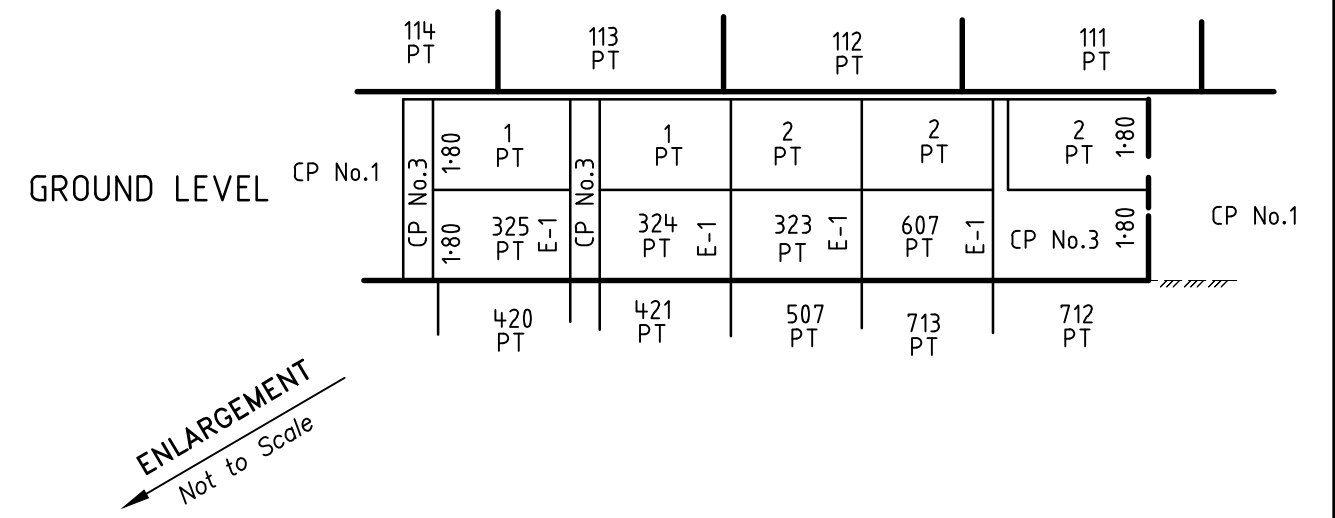 114
PT
113
PT
112
PT
111
PT
GROUND LEVEL
CP No.1
CP No.3
1·80
1
PT
CP No.3
1
PT
2
PT
2
PT
2
PT
1·80
1·80
325
PT
E-1
324
PT
E-1
323
PT
E-1
607
PT
E-1
CP No.3
1·80
CP No.1
420
PT
421
PT
507
PT
713
PT
712
PT
ENLARGEMENT
Not to Scale